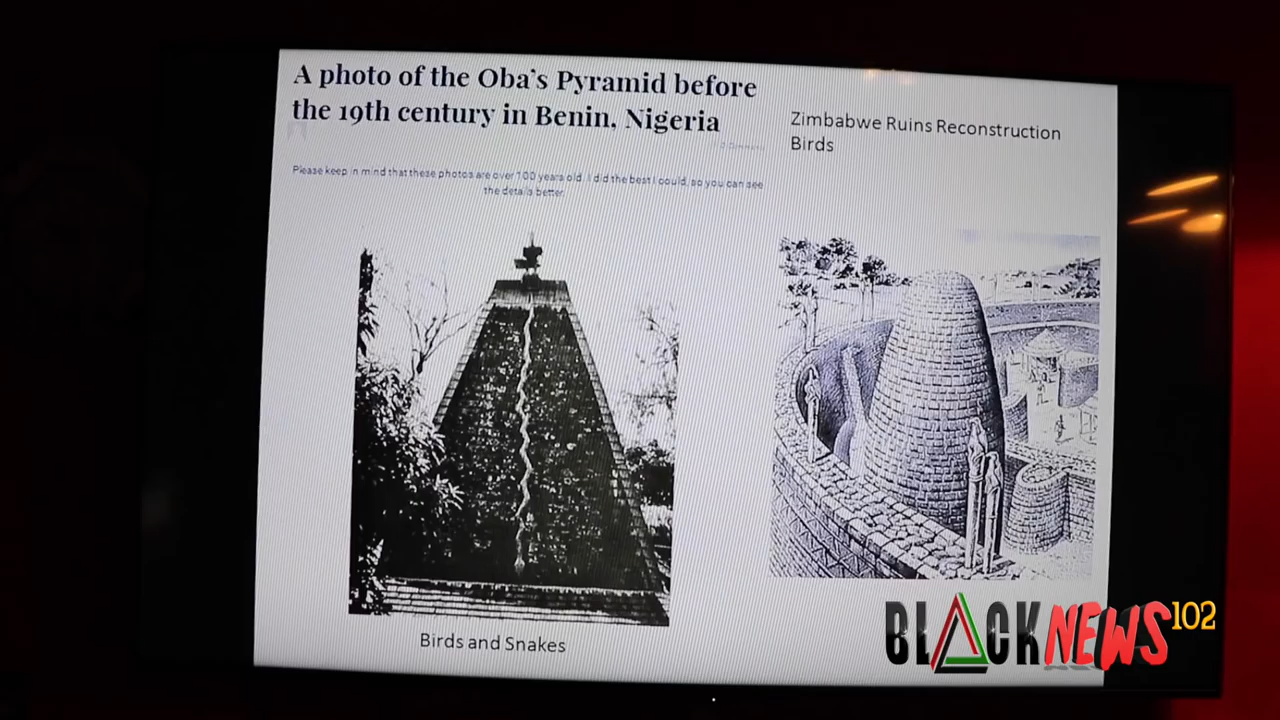 A photo of the Oba's Pyramid before
the 19th century in Benin, Nigeria
Please keep in mind that these photos are over 100 years old. I did the best I could, so you can see
the details better.
Zimbabwe Ruins Reconstruction
Birds
Birds and Snakes
BLACKNEWS102